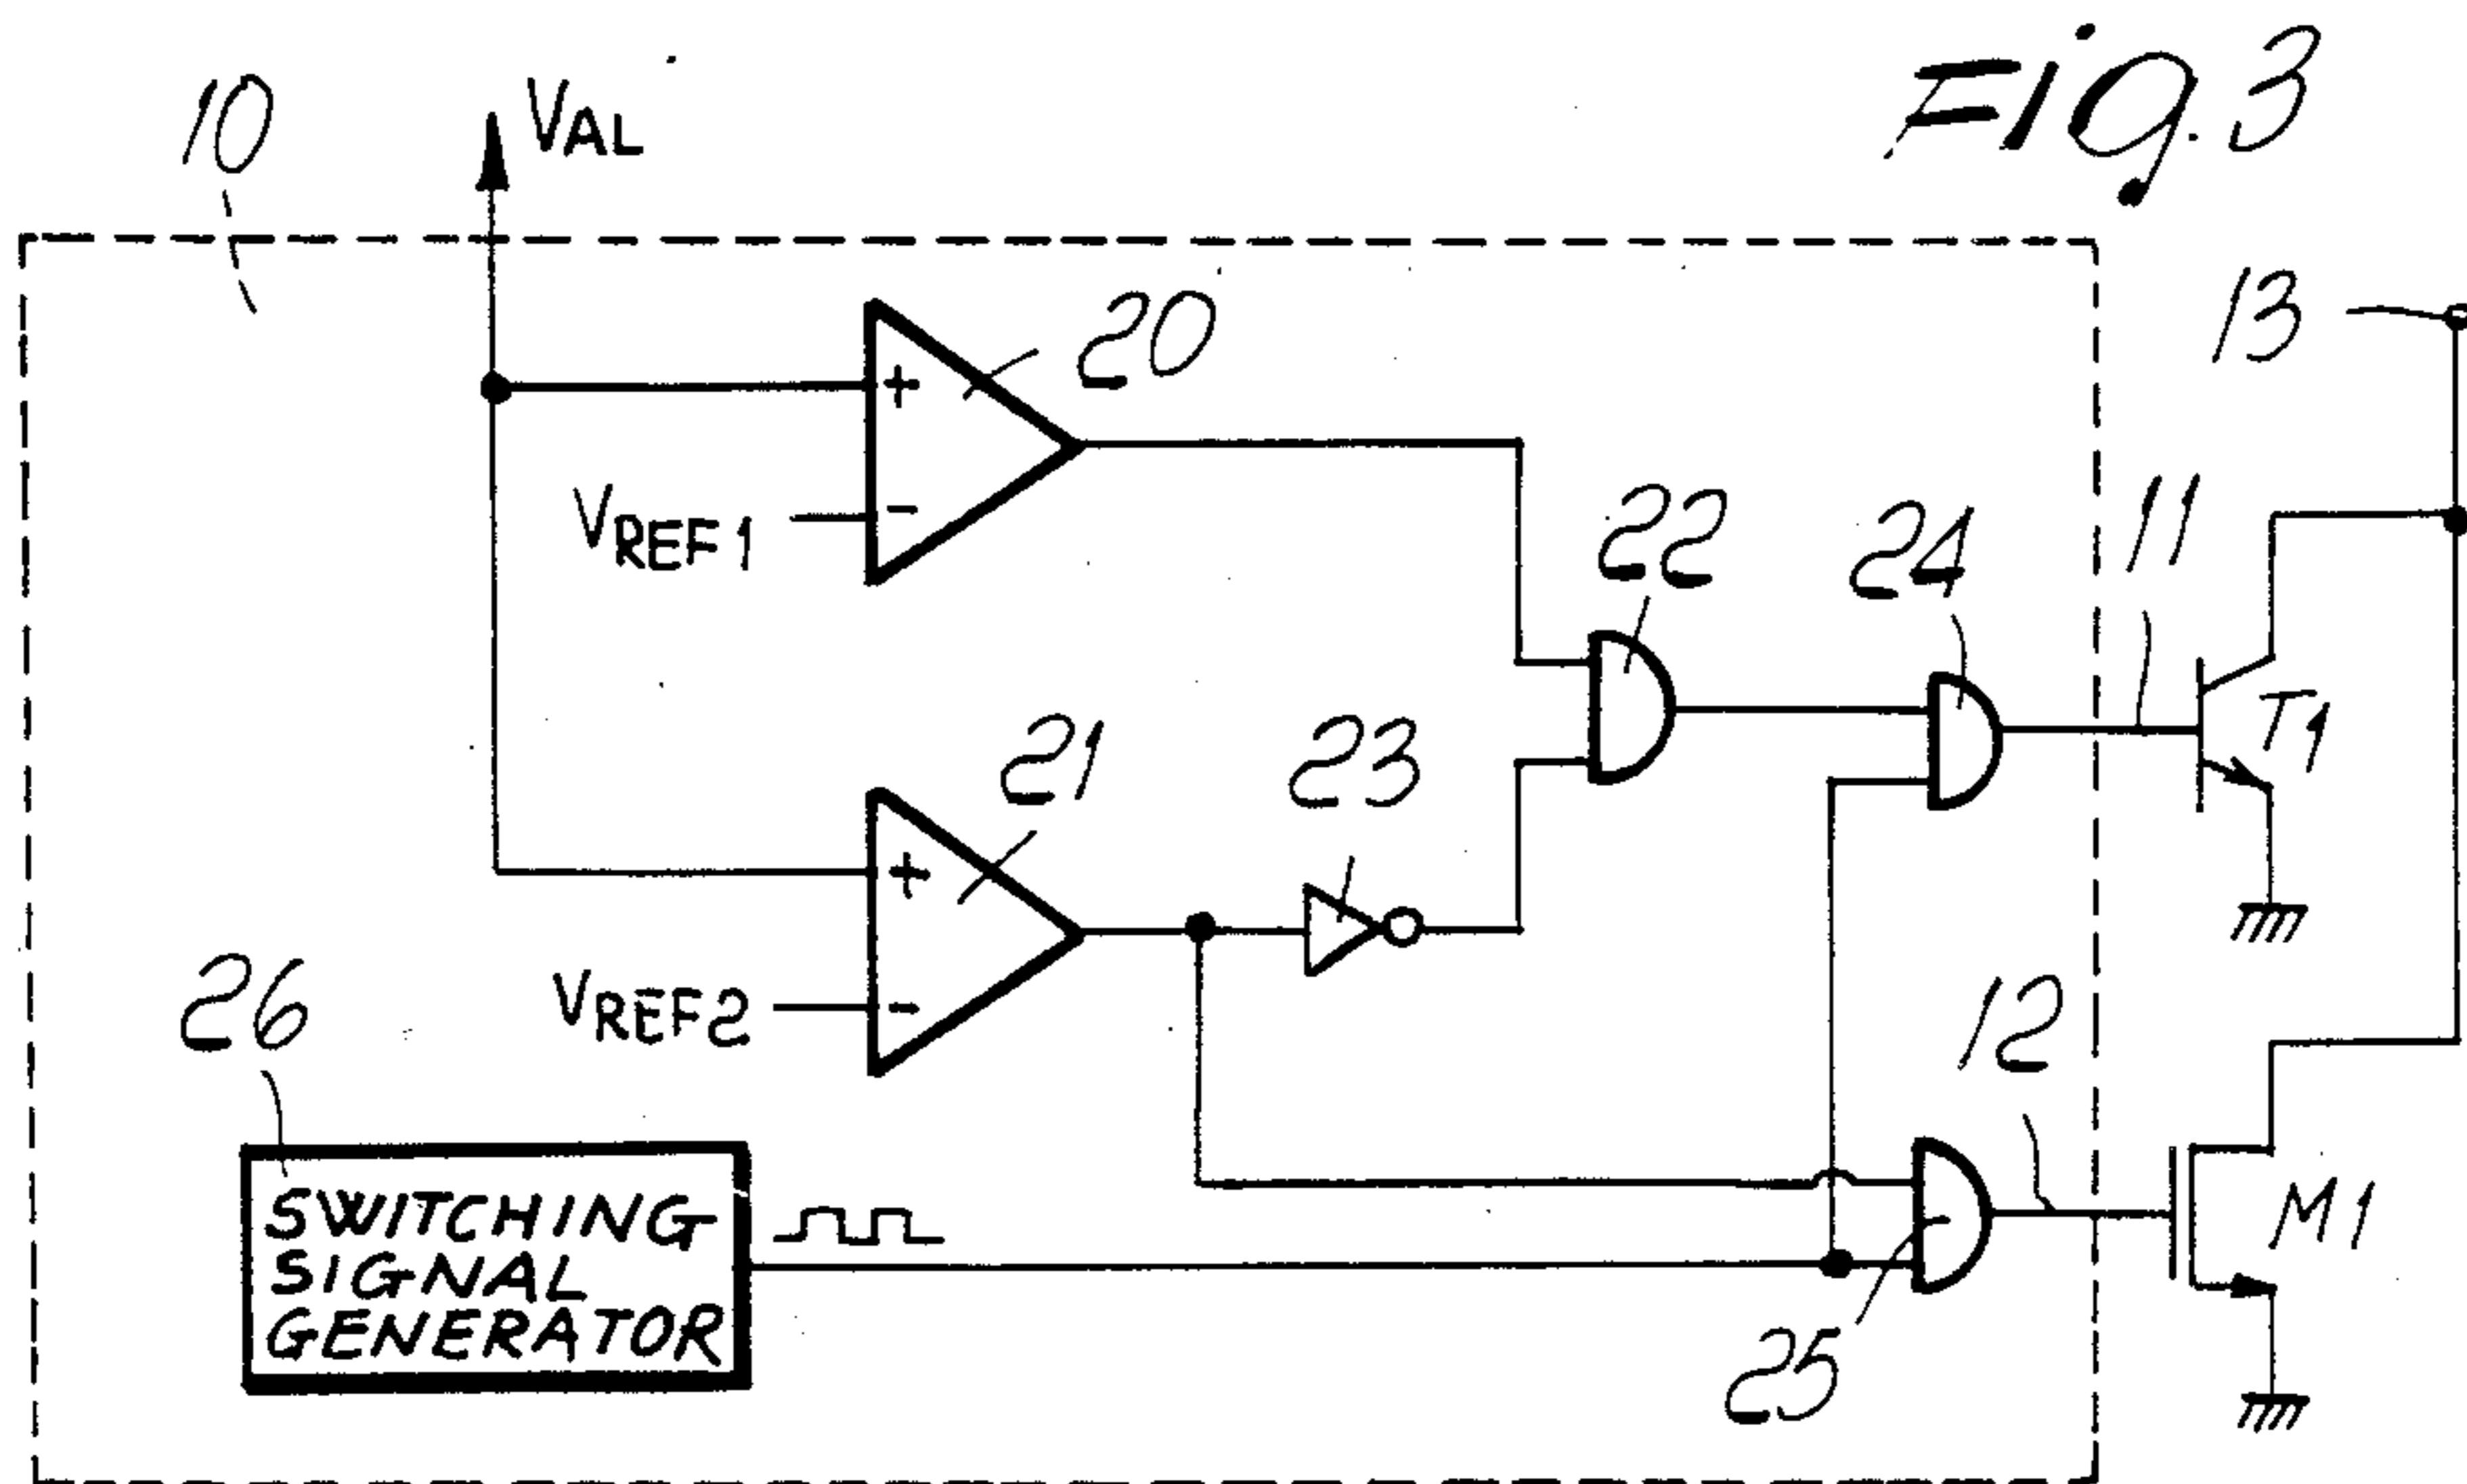 Fig. 3
10
VAL
13
20
+
-
VREF1
22
24
11
T1
21
23
+
-
VREF2
26
12
SWITCHING
SIGNAL
GENERATOR
M1
25